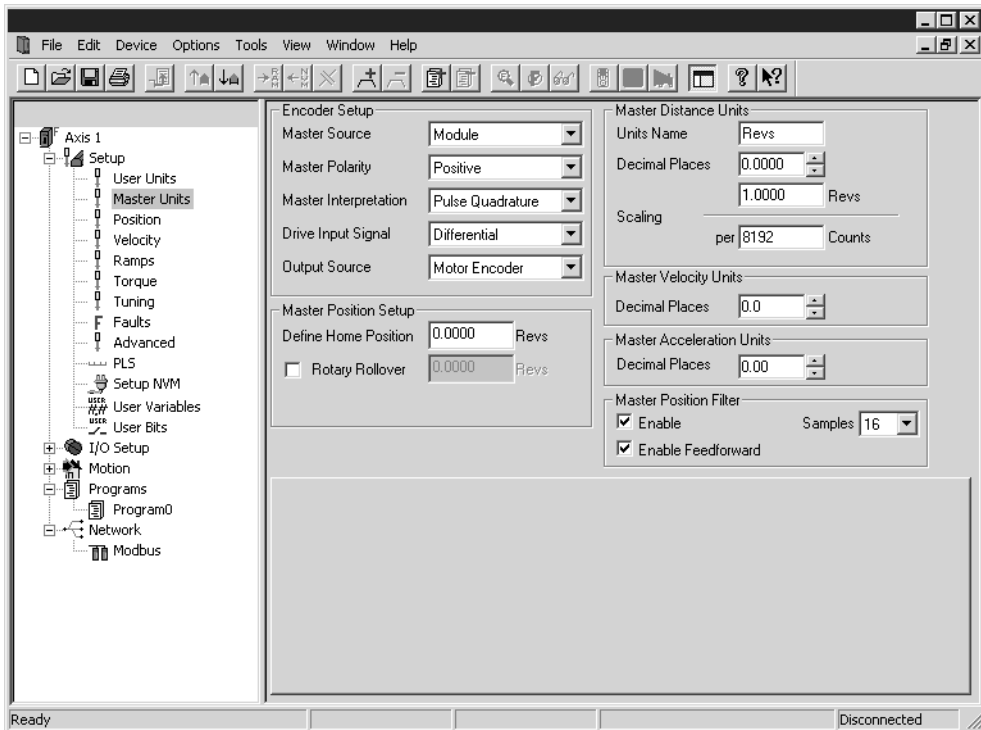 File Edit Device Options Tools View Window Help
Axis 1
Setup
User Units
Master Units
Position
Velocity
Ramps
Torque
Tuning
Faults
Advanced
PLS
Setup NVM
User Variables
User Bits
I/O Setup
Motion
Programs
Program0
Network
Modbus
Encoder Setup
Master Source Module
Master Polarity Positive
Master Interpretation Pulse Quadrature
Drive Input Signal Differential
Output Source Motor Encoder
Master Position Setup
Define Home Position 0.0000 Revs
Rotary Rollover 0.0000 Revs
Master Distance Units
Units Name Revs
Decimal Places 0.0000
1.0000 Revs
Scaling
per 8192 Counts
Master Velocity Units
Decimal Places 0.0
Master Acceleration Units
Decimal Places 0.00
Master Position Filter
Enable Samples 16
Enable Feedforward
Ready Disconnected